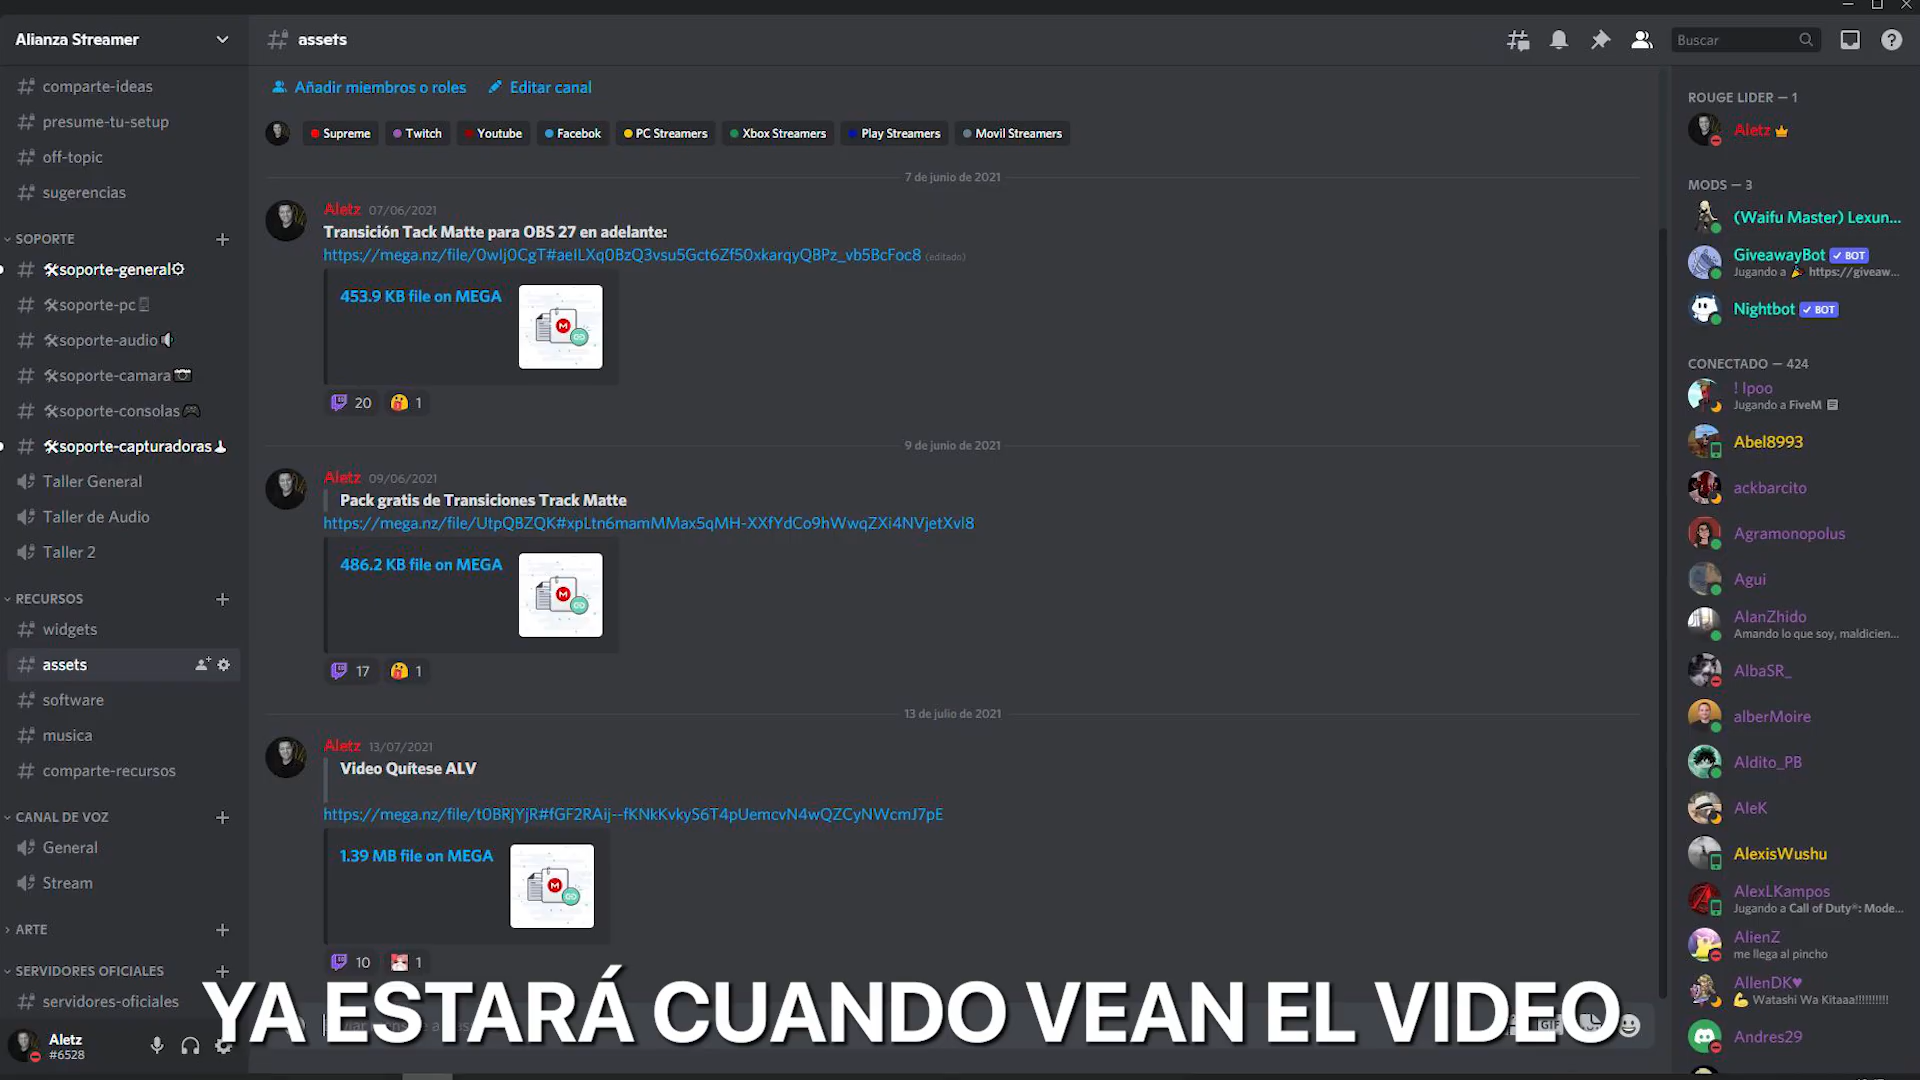 Alianza Streamer
comparte-ideas
presume-tu-setup
off-topic
sugerencias
SOPORTE
soporte-general
soporte-pc
soporte-audio
soporte-camara
soporte-consolas
soporte-capturadoras
Taller General
Taller de Audio
Taller 2
RECURSOS
widgets
assets
software
musica
comparte-recursos
CANAL DE VOZ
General
Stream
ARTE
SERVIDORES OFICIALES
servidores-oficiales
Aletz
#6528
assets
Buscar
Añadir miembros o roles Editar canal
Supreme Twitch Youtube Facebok PC Streamers Xbox Streamers Play Streamers Movil Streamers
7 de junio de 2021
Aletz 07/06/2021
Transición Tack Matte para OBS 27 en adelante:
https://mega.nz/file/0wIj0CgT#aeILXq0BzQ3vsu5Gct6Zf50xkarqyQBPz_vb5BcFoc8 (editado)
453.9 KB file on MEGA
20 1
9 de junio de 2021
Aletz 09/06/2021
Pack gratis de Transiciones Track Matte
https://mega.nz/file/UtpQBZQK#xpLtn6mamMMax5qMH-XXfYdCo9hWwqZXi4NVjetXvl8
486.2 KB file on MEGA
17 1
13 de julio de 2021
Aletz 13/07/2021
Video Quítese ALV
https://mega.nz/file/t0BRjYjR#fGF2RAij--fKNkKvkyS6T4pUemcvN4wQZCyNWcmJ7pE
1.39 MB file on MEGA
10 1
YA ESTARÁ CUANDO VEAN EL VIDEO
GIF
ROUGE LIDER — 1
Aletz
MODS — 3
(Waifu Master) Lexun...
GiveawayBot BOT
Jugando a https://giveaw...
Nightbot BOT
CONECTADO — 424
! Ipoo
Jugando a FiveM
Abel8993
ackbarcito
Agramonopolus
Agui
AlanZhido
Amando lo que soy, maldicien...
AlbaSR_
alberMoire
Aldito_PB
AleK
AlexisWushu
AlexLKampos
Jugando a Call of Duty®: Mode...
AlienZ
me llega al pincho
AllenDK♥
Watashi Wa Kitaaa!!!!!!!!!
Andres29